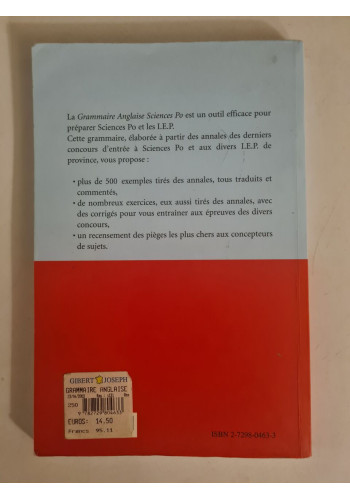 La Grammaire Anglaise Sciences Po est un outil efficace pour
préparer Sciences Po et les I.E.P.
Cette grammaire, élaborée à partir des annales des derniers
concours d'entrée à Sciences Po et aux divers I.E.P. de
province, vous propose :
• plus de 500 exemples tirés des annales, tous traduits et
commentés,
• de nombreux exercices, eux aussi tirés des annales, avec
des corrigés pour vous entraîner aux épreuves des divers
concours,
• un recensement des pièges les plus chers aux concepteurs
de sujets.
GIBERT JOSEPH
GRAMMAIRE ANGLAISE
EUROS: 14,50
Francs 95.11
ISBN 2-7298-0463-3